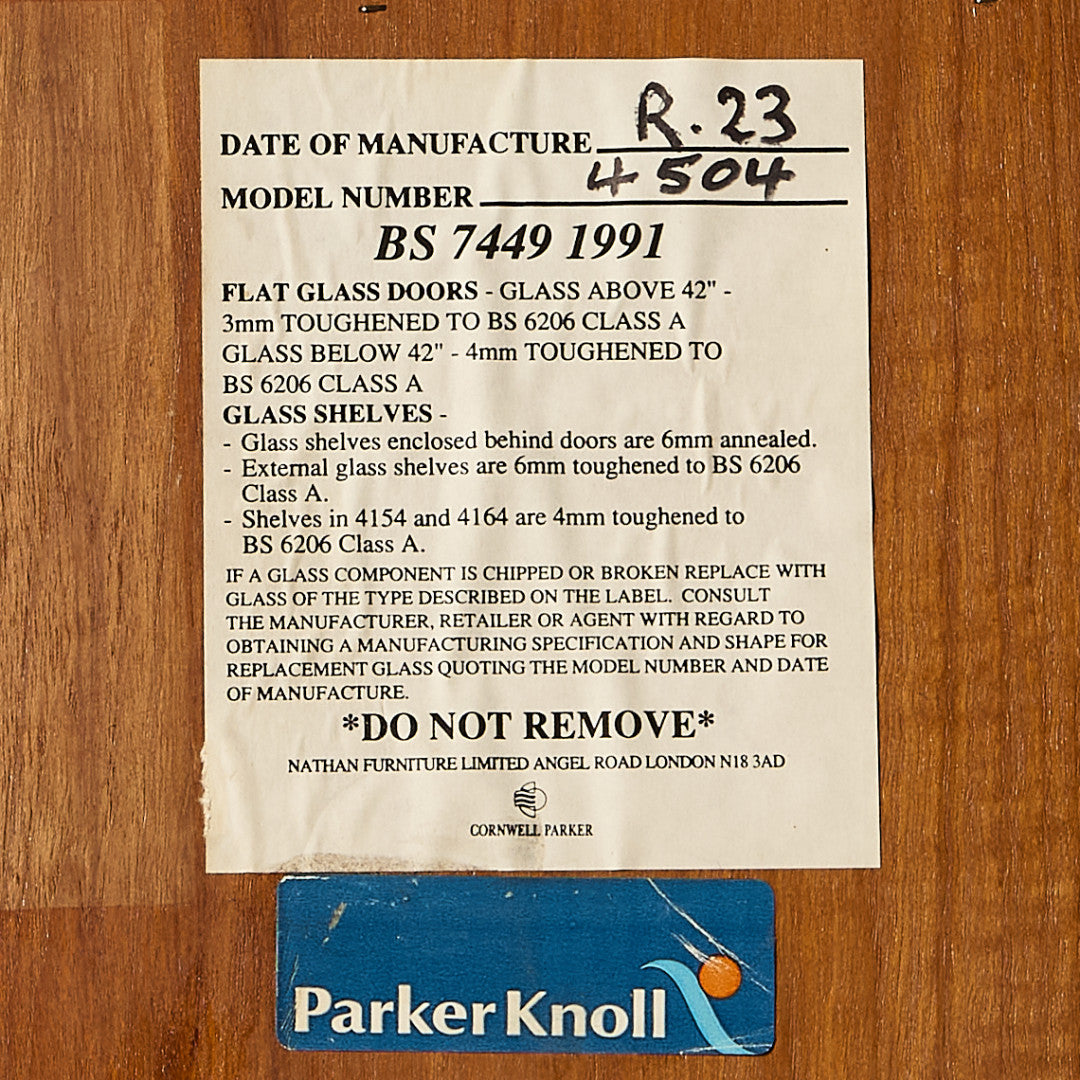 DATE OF MANUFACTURE R.23
MODEL NUMBER 4504
BS 7449 1991
FLAT GLASS DOORS - GLASS ABOVE 42" -
3mm TOUGHENED TO BS 6206 CLASS A
GLASS BELOW 42" - 4mm TOUGHENED TO
BS 6206 CLASS A
GLASS SHELVES -
- Glass shelves enclosed behind doors are 6mm annealed.
- External glass shelves are 6mm toughened to BS 6206
Class A.
- Shelves in 4154 and 4164 are 4mm toughened to
BS 6206 Class A.
IF A GLASS COMPONENT IS CHIPPED OR BROKEN REPLACE WITH
GLASS OF THE TYPE DESCRIBED ON THE LABEL. CONSULT
THE MANUFACTURER, RETAILER OR AGENT WITH REGARD TO
OBTAINING A MANUFACTURING SPECIFICATION AND SHAPE FOR
REPLACEMENT GLASS QUOTING THE MODEL NUMBER AND DATE
OF MANUFACTURE.
*DO NOT REMOVE*
NATHAN FURNITURE LIMITED ANGEL ROAD LONDON N18 3AD
CORNWELL PARKER
Parker Knoll